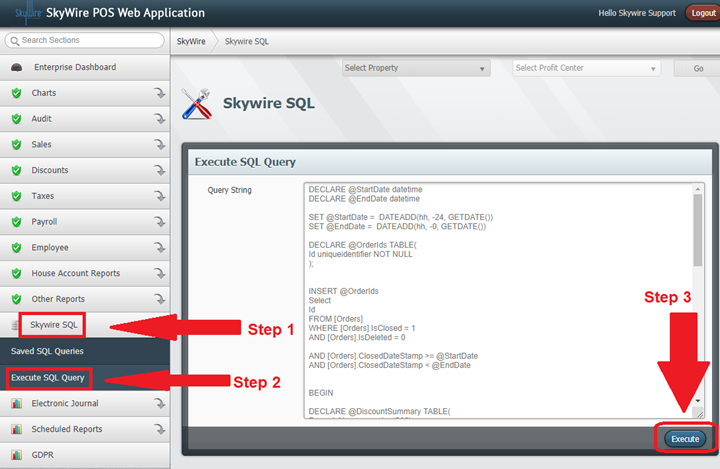 SkyWire
SkyWire POS Web Application
Hello Skywire Support
Logout
Search Sections
SkyWire
Skywire SQL
Enterprise Dashboard
Select Property
Select Profit Center
Go
Charts
Audit
Sales
Discounts
Taxes
Payroll
Employee
House Account Reports
Other Reports
Skywire SQL
Saved SQL Queries
Execute SQL Query
Electronic Journal
Scheduled Reports
GDPR
Step 1
Step 2
Skywire SQL
Execute SQL Query
Query String
DECLARE @StartDate datetime
DECLARE @EndDate datetime
SET @StartDate = DATEADD(hh, -24, GETDATE())
SET @EndDate = DATEADD(hh, -0, GETDATE())
DECLARE @OrderIds TABLE(
Id uniqueidentifier NOT NULL
);
INSERT @OrderIds
Select
Id
FROM [Orders]
WHERE [Orders].IsClosed = 1
AND [Orders].IsDeleted = 0
AND [Orders].ClosedDateStamp >= @StartDate
AND [Orders].ClosedDateStamp < @EndDate
BEGIN
DECLARE @DiscountSummary TABLE(
Step 3
Execute